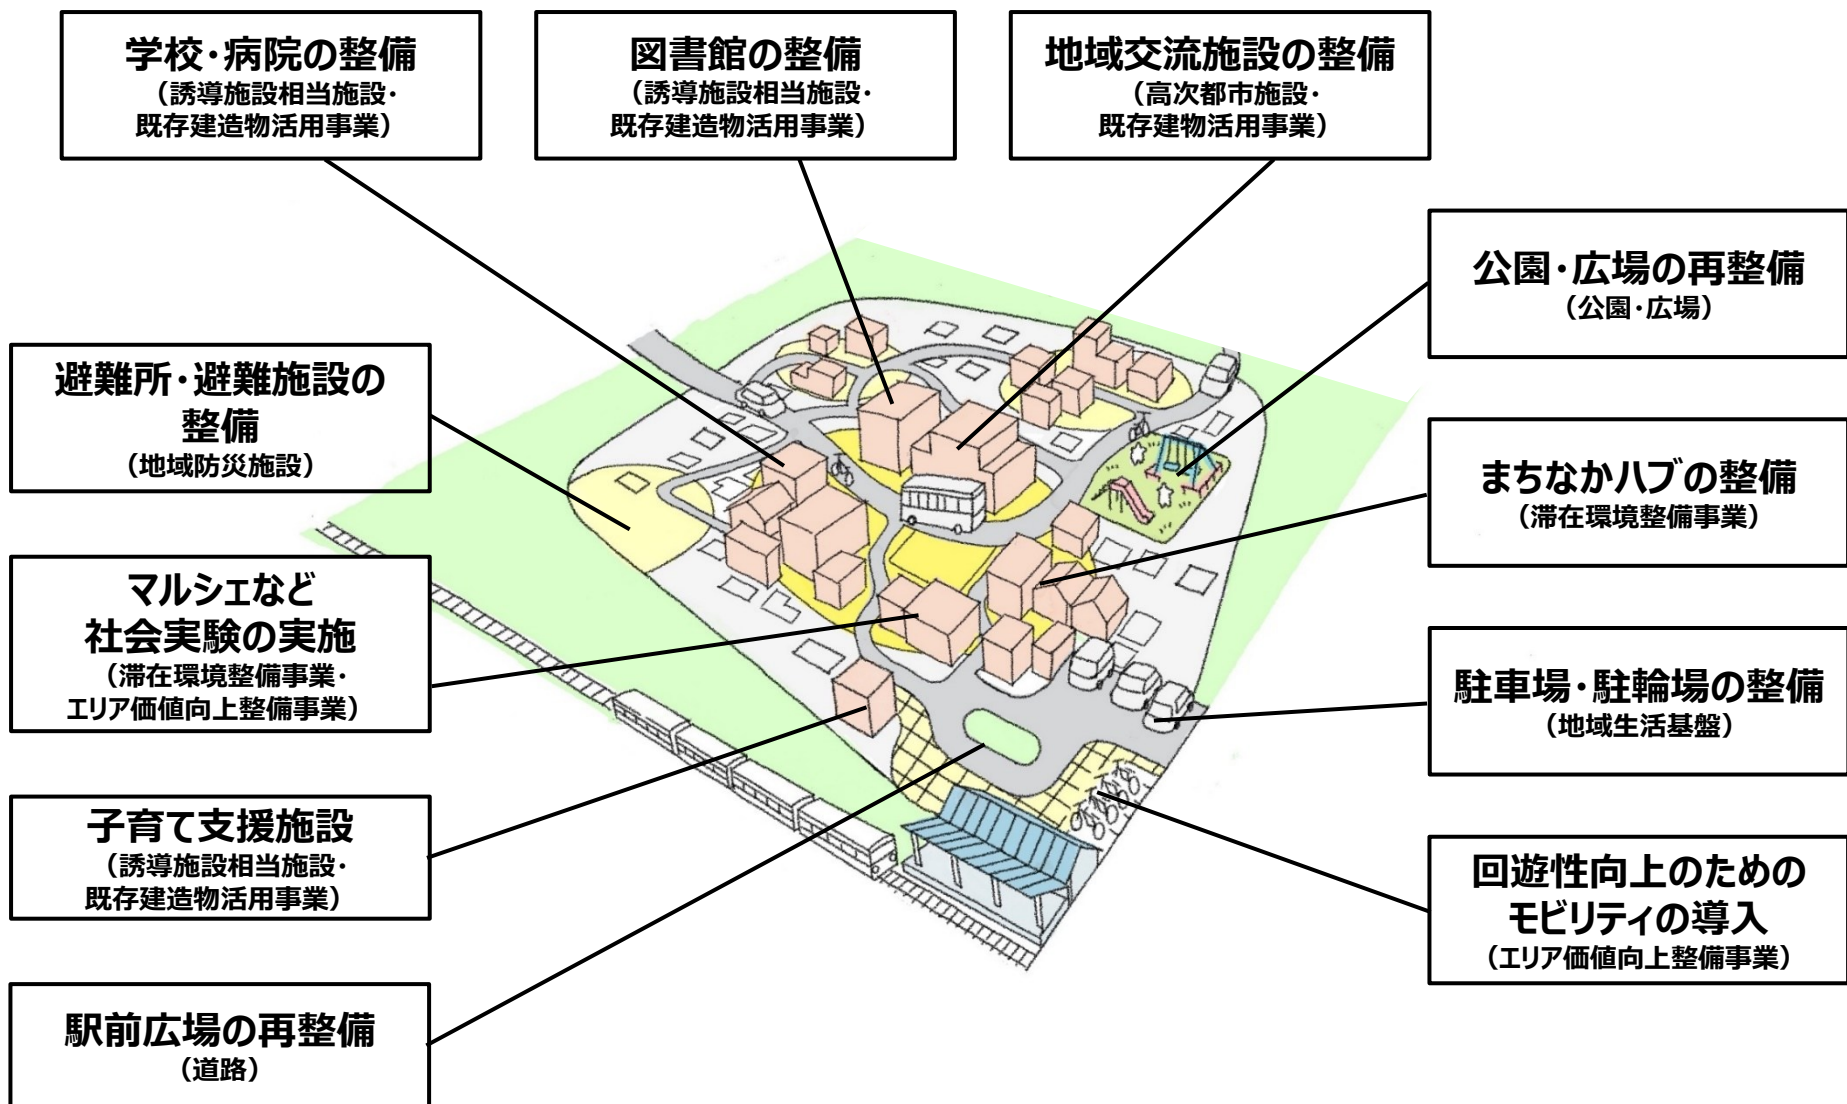 学校・病院の整備
（誘導施設相当施設・
既存建造物活用事業）
図書館の整備
（誘導施設相当施設・
既存建造物活用事業）
地域交流施設の整備
（高次都市施設・
既存建物活用事業）
公園・広場の再整備
（公園・広場）
避難所・避難施設の
整備
（地域防災施設）
まちなかハブの整備
（滞在環境整備事業）
マルシェなど
社会実験の実施
（滞在環境整備事業・
エリア価値向上整備事業）
駐車場・駐輪場の整備
（地域生活基盤）
子育て支援施設
（誘導施設相当施設・
既存建造物活用事業）
回遊性向上のための
モビリティの導入
（エリア価値向上整備事業）
駅前広場の再整備
（道路）